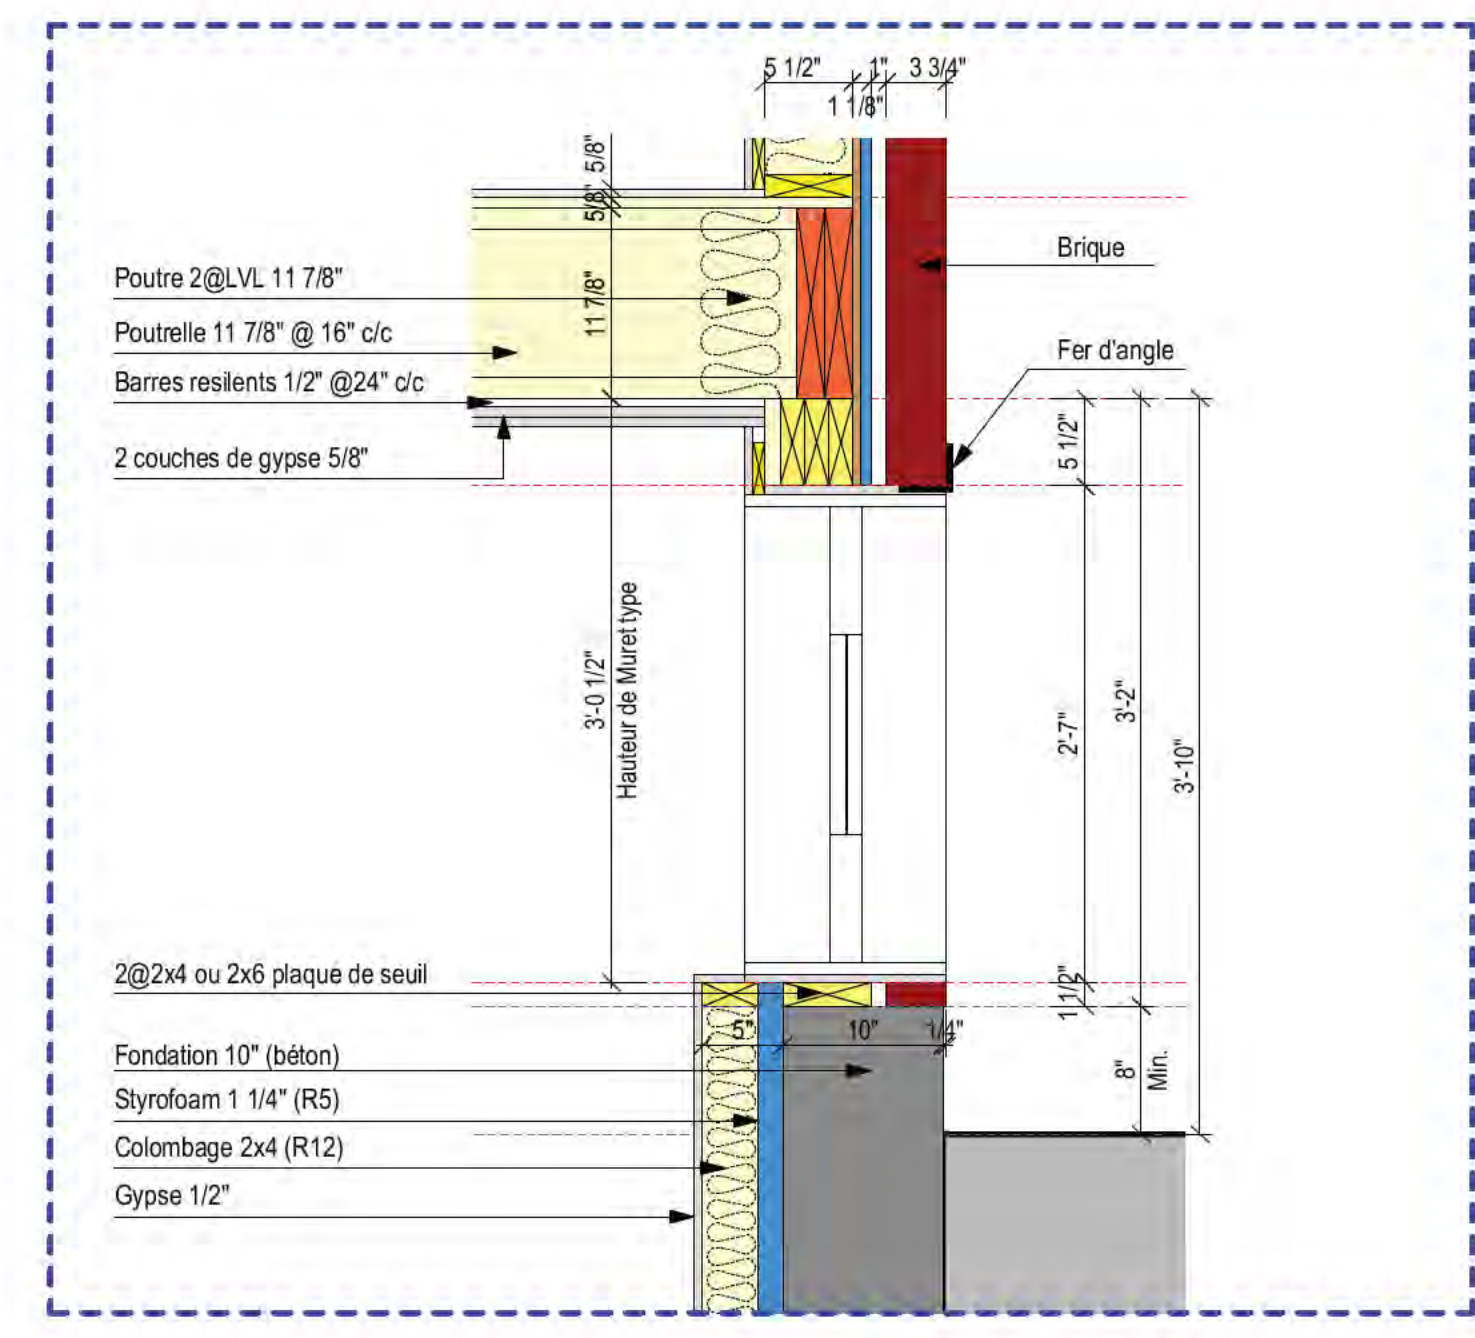 5 1/2" 1" 3 3/4"
1 1/8"
5/8"
5/8"
11 7/8"
Brique
Poutre 2@LVL 11 7/8"
Poutrelle 11 7/8" @ 16" c/c
Fer d'angle
Barres resilents 1/2" @24" c/c
2 couches de gypse 5/8"
5 1/2"
3'-0 1/2"
Hauteur de Muret type
2'-7"
3'-2"
3'-10"
2@2x4 ou 2x6 plaque de seuil
1 1/2"
5" 10" 1/4"
Fondation 10" (béton)
8"
Min.
Styrofoam 1 1/4" (R5)
Colombage 2x4 (R12)
Gypse 1/2"